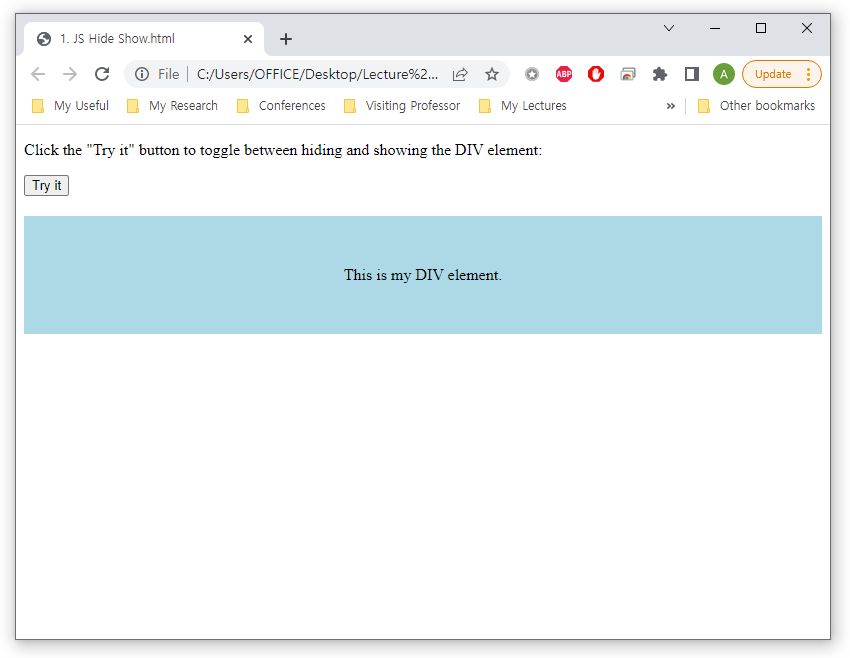 1. JS Hide Show.html
File C:/Users/OFFICE/Desktop/Lecture%2... ABP A Update
My Useful My Research Conferences Visiting Professor My Lectures » Other bookmarks
Click the "Try it" button to toggle between hiding and showing the DIV element:
Try it
This is my DIV element.